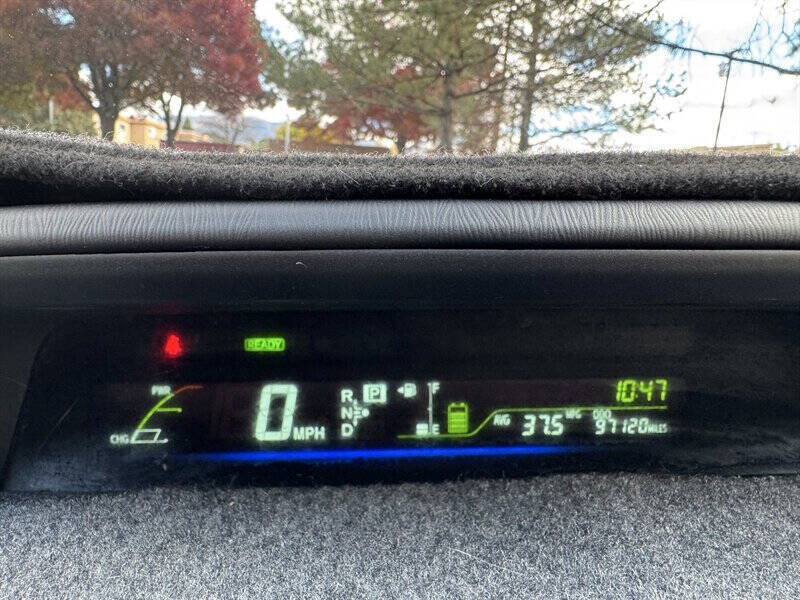 READY
10:47
PWR
CHG
0 MPH
R
N
D
P
F
E
AVG 37.5 MPG
ODO 97120 MILES